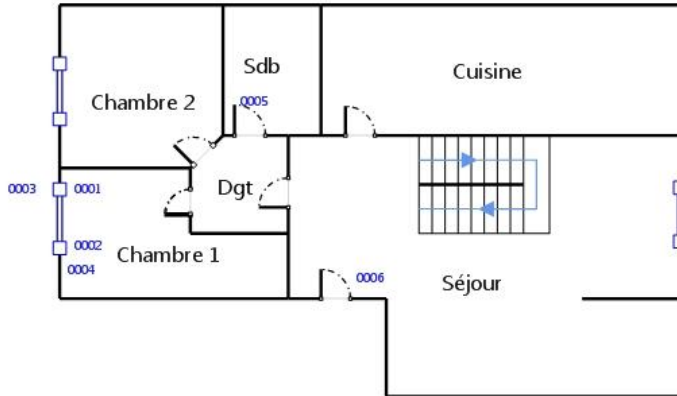 Sdb
Cuisine
Chambre 2
0005
0003
0001
Dgt
0002
Chambre 1
0004
0006
Séjour